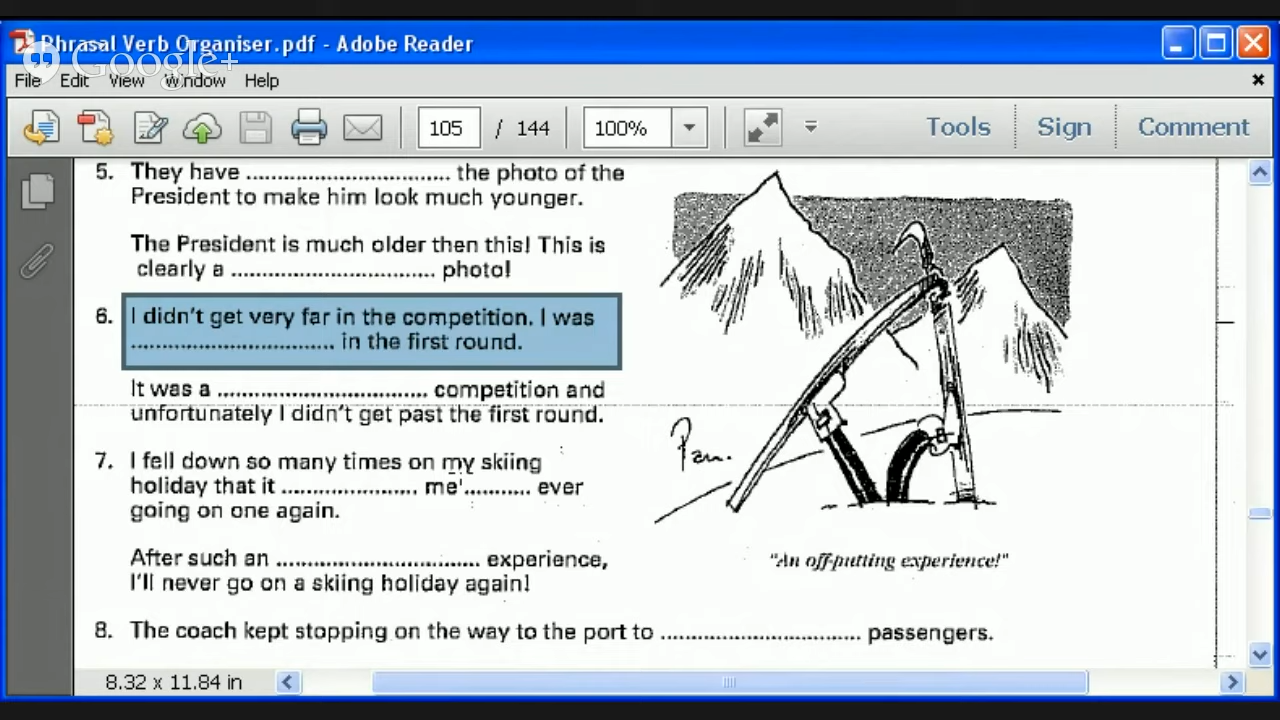 Phrasal Verb Organiser.pdf - Adobe Reader
Google+
File Edit View Window Help
105 / 144 100% Tools Sign Comment
5. They have .................................. the photo of the
President to make him look much younger.
The President is much older then this! This is
clearly a .................................. photo!
6. I didn't get very far in the competition. I was
.................................. in the first round.
It was a .................................. competition and
unfortunately I didn't get past the first round.
7. I fell down so many times on my skiing
holiday that it ...................... me ........... ever
going on one again.
After such an .................................. experience,
I'll never go on a skiing holiday again!
Pan.
"An off-putting experience!"
8. The coach kept stopping on the way to the port to .................................. passengers.
8.32 x 11.84 in